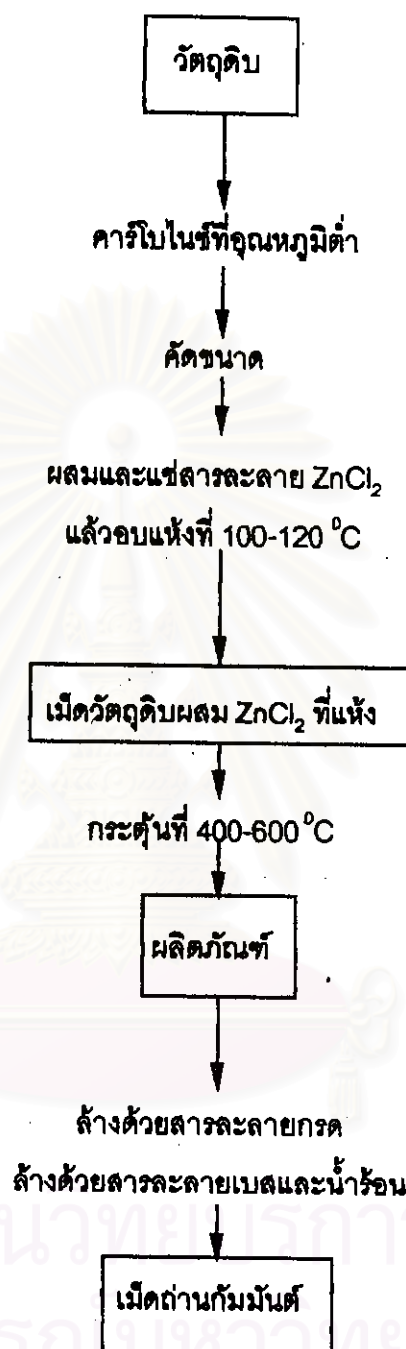 วัตถุดิบ
คาร์โบไนซ์ที่อุณหภูมิต่ำ
คัดขนาด
ผสมและแช่สารละลาย ZnCl₂
แล้วอบแห้งที่ 100-120 °C
เม็ดวัตถุดิบผสม ZnCl₂ ที่แห้ง
กระตุ้นที่ 400-600 °C
ผลิตภัณฑ์
ล้างด้วยสารละลายกรด
ล้างด้วยสารละลายเบสและน้ำร้อน
เม็ดถ่านกัมมันต์